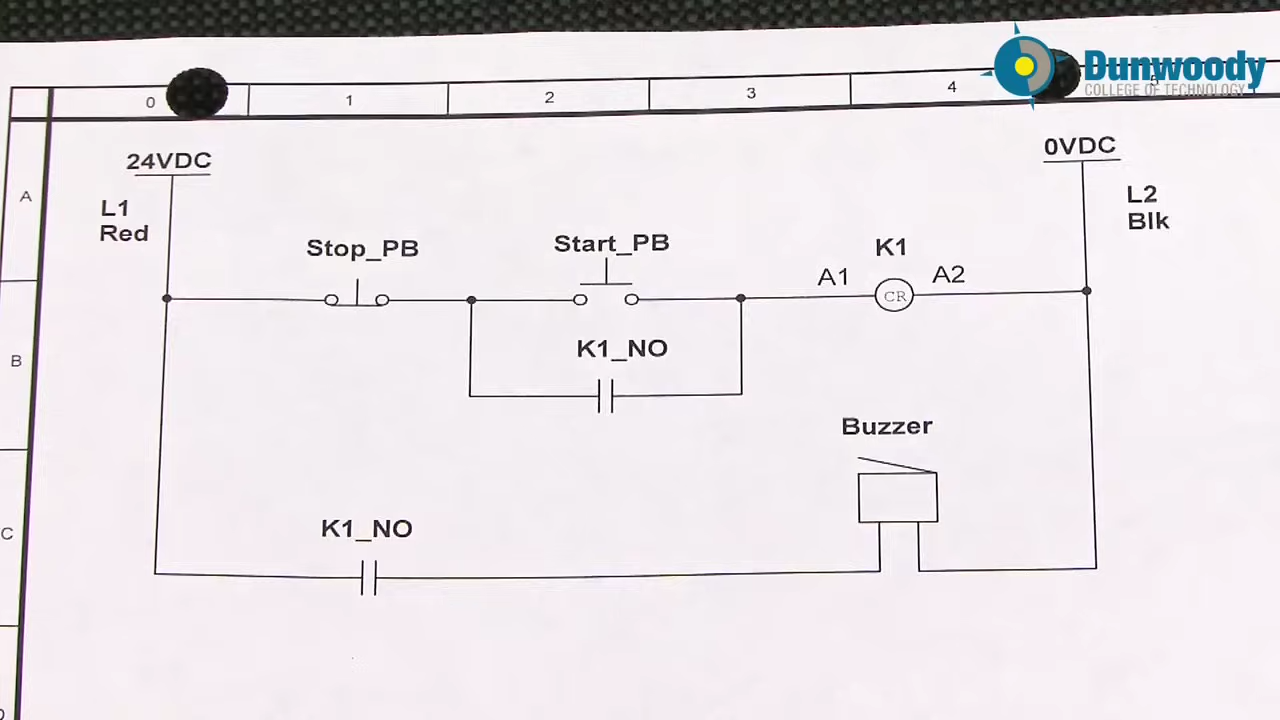 Dunwoody
COLLEGE OF TECHNOLOGY
0 1 2 3 4 5
24VDC
0VDC
A
L1
Red
L2
Blk
Stop_PB
Start_PB
K1
A1
CR
A2
B
K1_NO
Buzzer
C
K1_NO